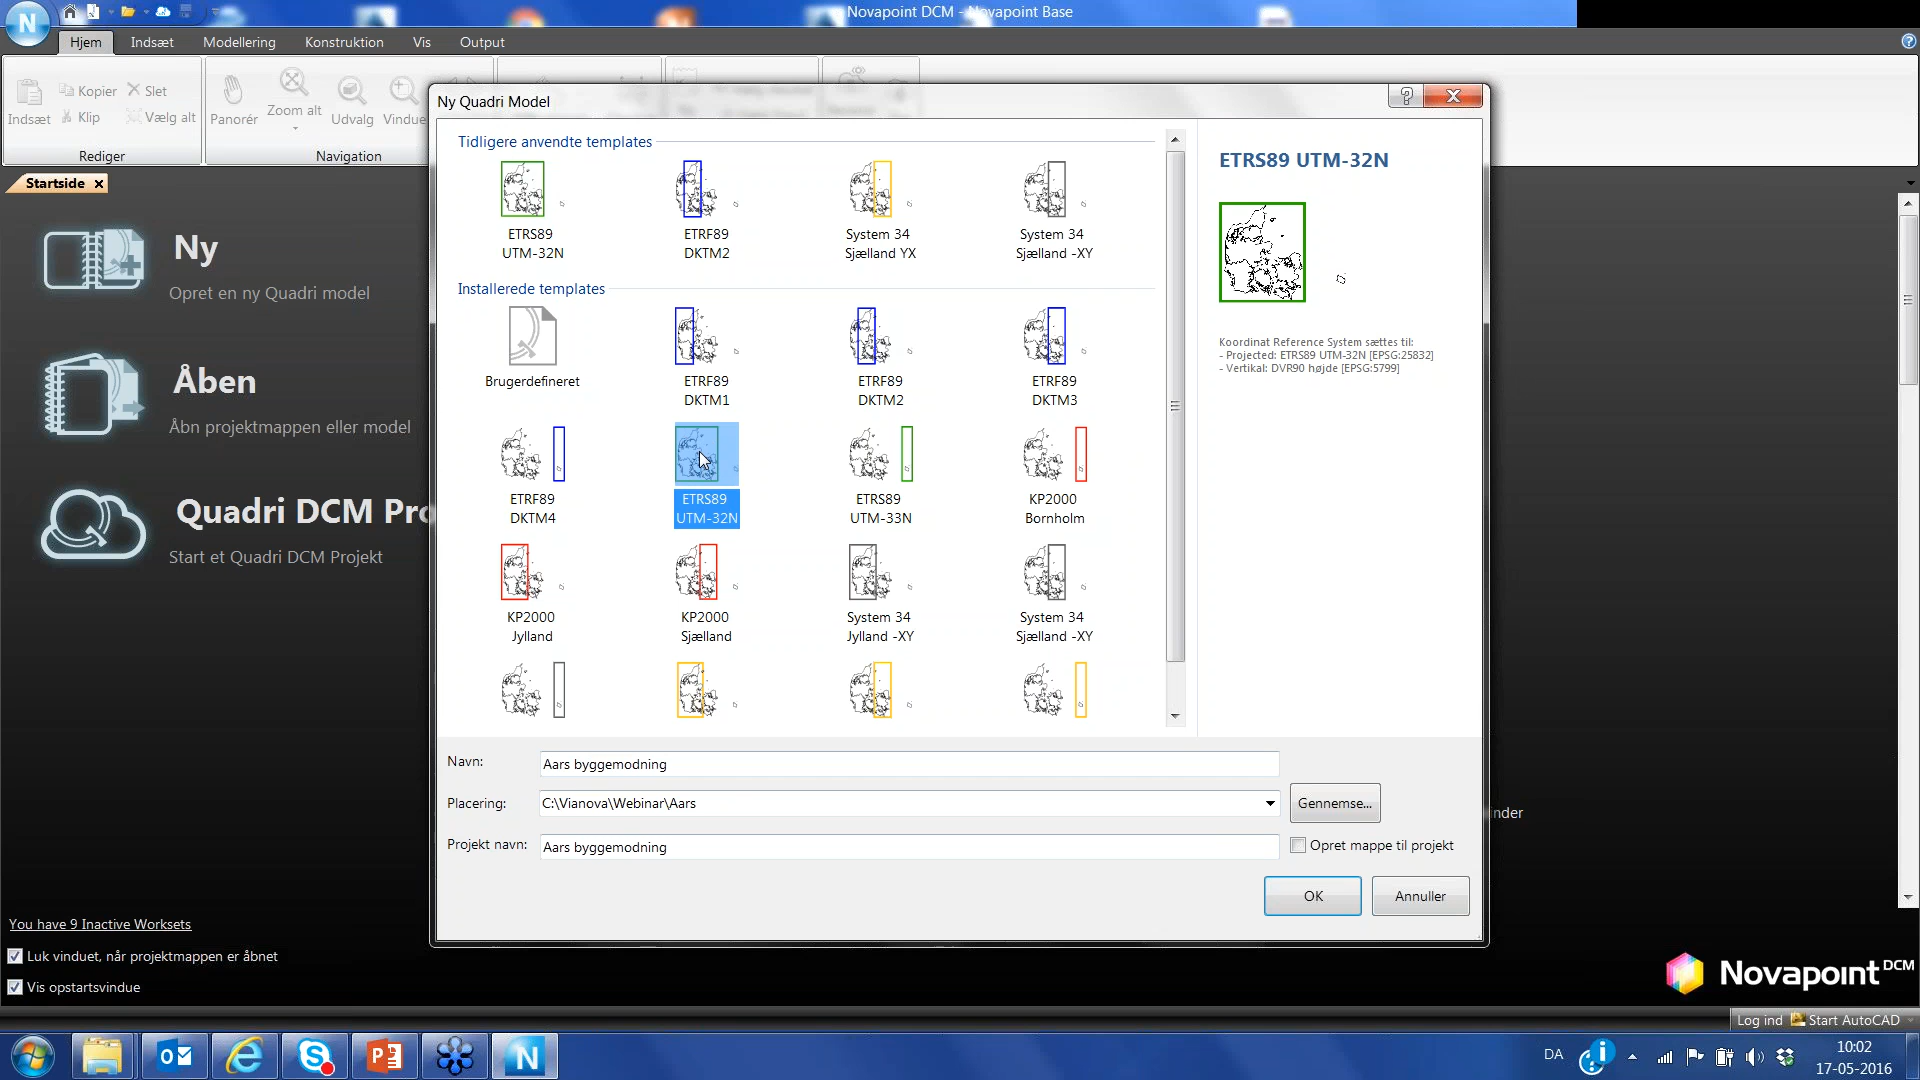 Novapoint DCM - Novapoint Base
Hjem
Indsæt
Modellering
Konstruktion
Vis
Output
Indsæt
Kopier
Slet
Klip
Vælg alt
Rediger
Panorér
Zoom alt
Udvalg
Vindue
Navigation
Startside
Ny
Opret en ny Quadri model
Åben
Åbn projektmappen eller model
Quadri DCM Pro
Start et Quadri DCM Projekt
Ny Quadri Model
Tidligere anvendte templates
ETRS89
UTM-32N
ETRF89
DKTM2
System 34
Sjælland YX
System 34
Sjælland -XY
Installerede templates
Brugerdefineret
ETRF89
DKTM1
ETRF89
DKTM2
ETRF89
DKTM3
ETRF89
DKTM4
ETRS89
UTM-32N
ETRS89
UTM-33N
KP2000
Bornholm
KP2000
Jylland
KP2000
Sjælland
System 34
Jylland -XY
System 34
Sjælland -XY
ETRS89 UTM-32N
Koordinat Reference System sættes til:
- Projected: ETRS89 UTM-32N [EPSG:25832]
- Vertikal: DVR90 højde [EPSG:5799]
Navn:
Aars byggemodning
Placering:
C:\Vianova\Webinar\Aars
Gennemse...
Projekt navn:
Aars byggemodning
Opret mappe til projekt
OK
Annuller
inder
You have 9 Inactive Worksets
Luk vinduet, når projektmappen er åbnet
Vis opstartsvindue
Novapoint DCM
Log ind
Start AutoCAD
DA
10:02
17-05-2016